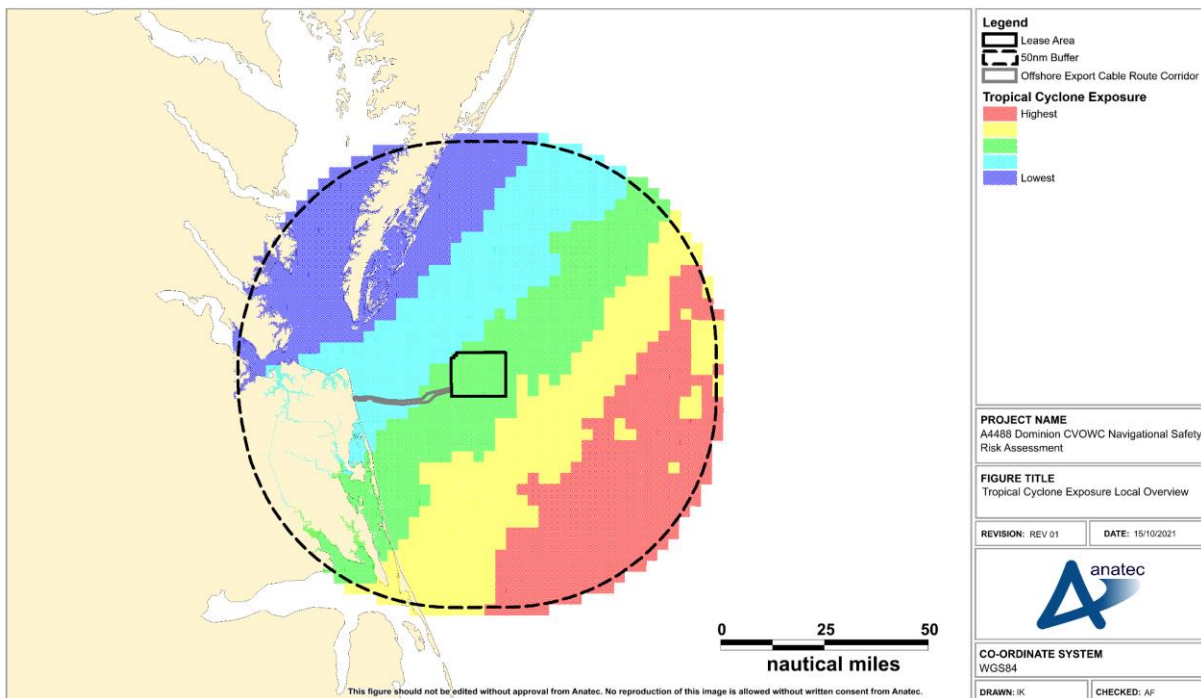 Legend
Lease Area
50nm Buffer
Offshore Export Cable Route Corridor
Tropical Cyclone Exposure
Highest
Lowest
0 25 50
nautical miles
This figure should not be edited without approval from Anatec. No reproduction of this image is allowed without written consent from Anatec.
PROJECT NAME
A4488 Dominion CVOWC Navigational Safety
Risk Assessment
FIGURE TITLE
Tropical Cyclone Exposure Local Overview
REVISION: REV 01
DATE: 15/10/2021
anatec
CO-ORDINATE SYSTEM
WGS84
DRAWN: IK
CHECKED: AF